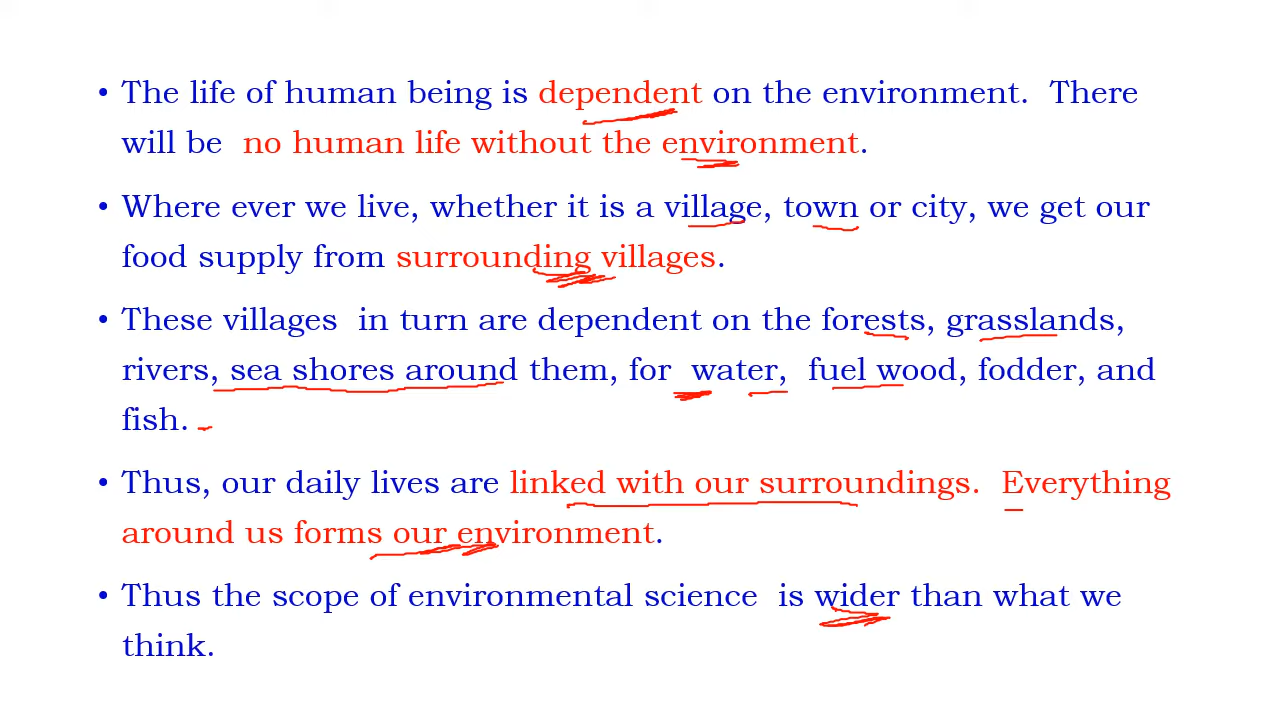 • The life of human being is dependent on the environment.  There
will be  no human life without the environment.
• Where ever we live, whether it is a village, town or city, we get our
food supply from surrounding villages.
• These villages  in turn are dependent on the forests, grasslands,
rivers, sea shores around them, for  water,  fuel wood, fodder, and
fish.
• Thus, our daily lives are linked with our surroundings.  Everything
around us forms our environment.
• Thus the scope of environmental science  is wider than what we
think.